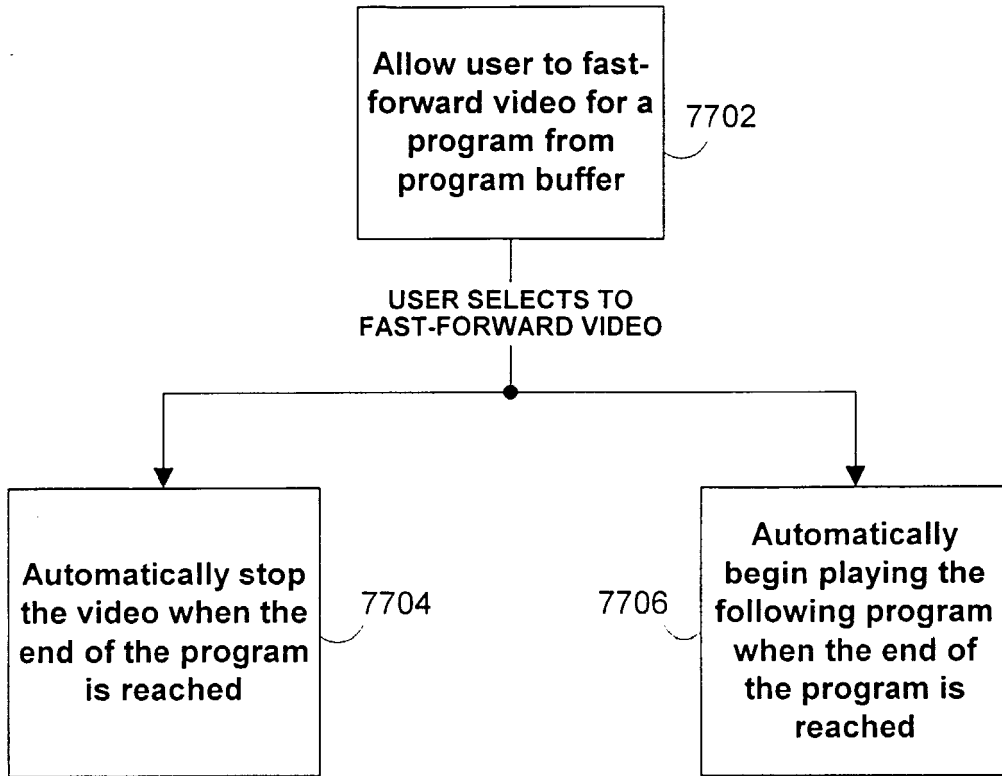 Allow user to fast-
forward video for a
program from
program buffer
7702
USER SELECTS TO
FAST-FORWARD VIDEO
Automatically stop
the video when the
end of the program
is reached
7704
7706
Automatically
begin playing the
following program
when the end of
the program is
reached